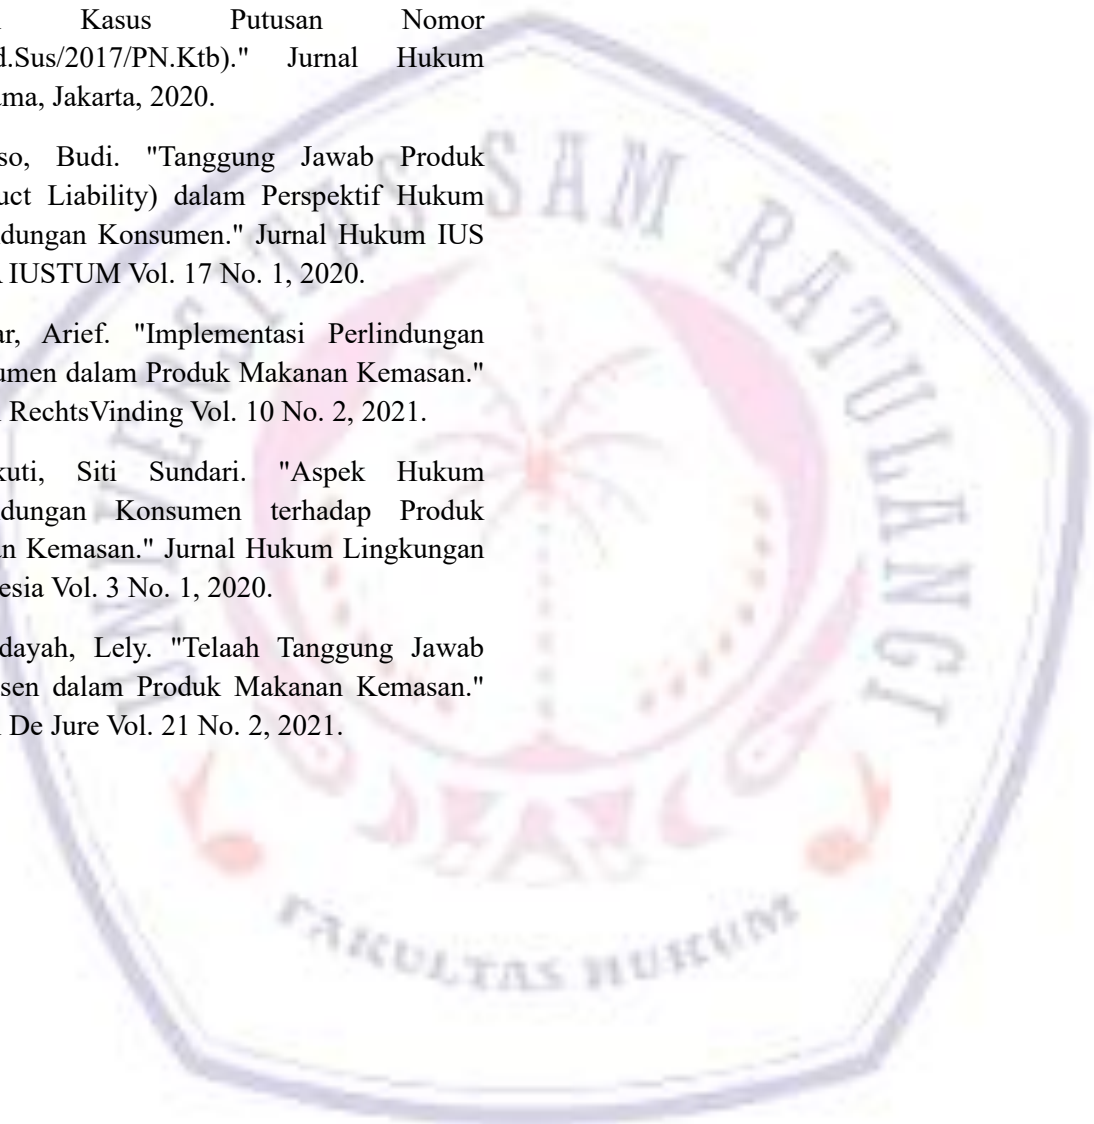 Kasus Putusan Nomor
d.Sus/2017/PN.Ktb)." Jurnal Hukum
ma, Jakarta, 2020.
so, Budi. "Tanggung Jawab Produk
uct Liability) dalam Perspektif Hukum
dungan Konsumen." Jurnal Hukum IUS
IUSTUM Vol. 17 No. 1, 2020.
ar, Arief. "Implementasi Perlindungan
umen dalam Produk Makanan Kemasan."
RechtsVinding Vol. 10 No. 2, 2021.
kuti, Siti Sundari. "Aspek Hukum
dungan Konsumen terhadap Produk
an Kemasan." Jurnal Hukum Lingkungan
esia Vol. 3 No. 1, 2020.
dayah, Lely. "Telaah Tanggung Jawab
sen dalam Produk Makanan Kemasan."
De Jure Vol. 21 No. 2, 2021.
UNIVERSITAS SAM RATULANGI
FAKULTAS HUKUM